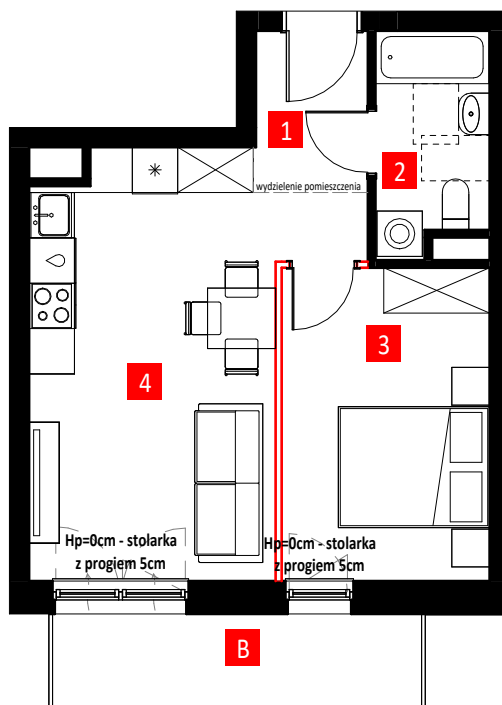 1
2
wydzielenie pomieszczenia
3
4
Hp=0cm - stolarka
z progiem 5cm
Hp=0cm - stolarka
z progiem 5cm
B